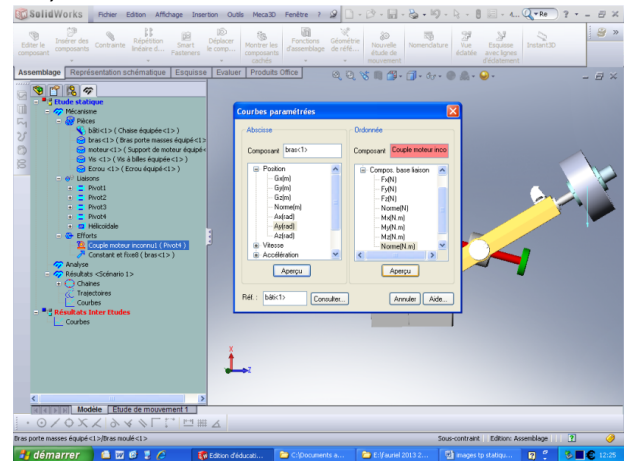 SolidWorks Fichier Edition Affichage Insertion Outils Meca3D Fenêtre ?
Editer le composant
Insérer des composants
Contrainte
Répétition linéaire d...
Smart Fasteners
Déplacer le comp...
Montrer les composants cachés
Fonctions d'assemblage
Géométrie de réfé...
Nouvelle étude de mouvement
Nomenclature
Vue éclatée
Esquisse avec lignes d'éclatement
Instant3D
Assemblage Représentation schématique Esquisse Evaluer Produits Office
Etude statique
Mécanisme
Pièces
bâti<1> ( Chaise équipée<1> )
bras<1> ( Bras porte masses équipé<1>
moteur<1> ( Support de moteur équipé<
Vis <1> ( Vis à billes équipée<1> )
Ecrou <1> ( Ecrou équipé<1> )
Liaisons
Pivot1
Pivot2
Pivot3
Pivot4
Hélicoïdale
Efforts
Couple moteur inconnu1 ( Pivot4 )
Constant et fixe8 ( bras<1> )
Analyse
Résultats <Scénario 1>
Chaines
Trajectoires
Courbes
Résultats Inter Etudes
Courbes
Courbes paramétrées
Abscisse
Composant bras<1>
Position
Gx(m)
Gy(m)
Gz(m)
Norme(m)
Ax(rad)
Ay(rad)
Az(rad)
Vitesse
Accélération
Aperçu
Ordonnée
Composant Couple moteur inco
Compos. base liaison
Fx(N)
Fy(N)
Fz(N)
Norme(N)
Mx(N.m)
My(N.m)
Mz(N.m)
Norme(N.m)
Aperçu
Réf. : bâti<1> Consulter... Annuler Aide...
X
Z
Modèle Etude de mouvement 1
Bras porte masses équipé<1>/Bras moulé<1> Sous-contraint Edition: Assemblage
démarrer Edition d'éducati... C:\Documents a... E:\fauriel 2013 2... images tp statiqu... 12:25